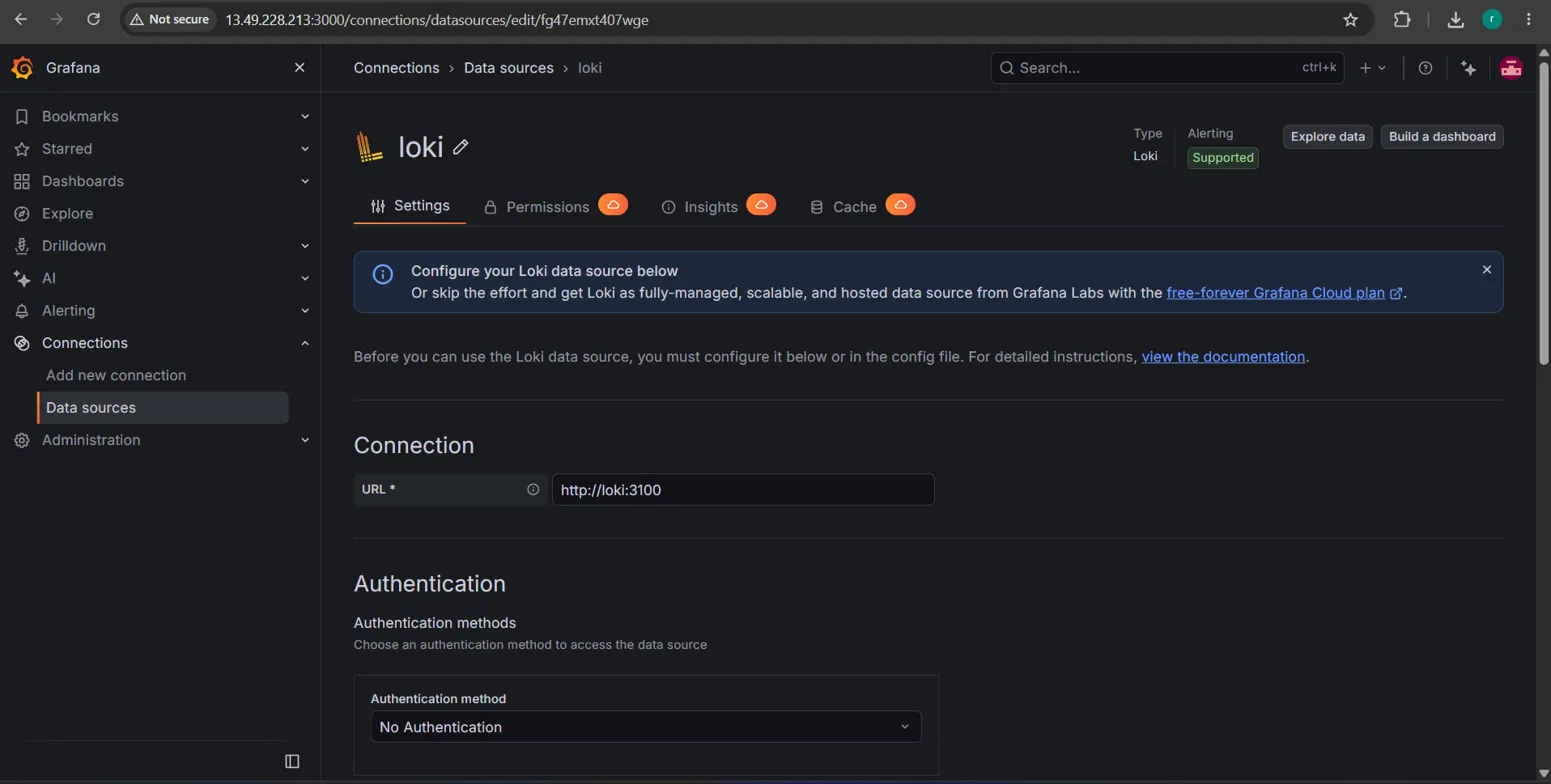 Not secure
13.49.228.213:3000/connections/datasources/edit/fg47emxt407wge
r
Grafana
Connections › Data sources › loki
Search...
ctrl+k
Bookmarks
Starred
Dashboards
Explore
Drilldown
AI
Alerting
Connections
Add new connection
Data sources
Administration
loki
Type
Loki
Alerting
Supported
Explore data
Build a dashboard
Settings
Permissions
Insights
Cache
Configure your Loki data source below
Or skip the effort and get Loki as fully-managed, scalable, and hosted data source from Grafana Labs with the free-forever Grafana Cloud plan.
Before you can use the Loki data source, you must configure it below or in the config file. For detailed instructions, view the documentation.
Connection
URL *
http://loki:3100
Authentication
Authentication methods
Choose an authentication method to access the data source
Authentication method
No Authentication